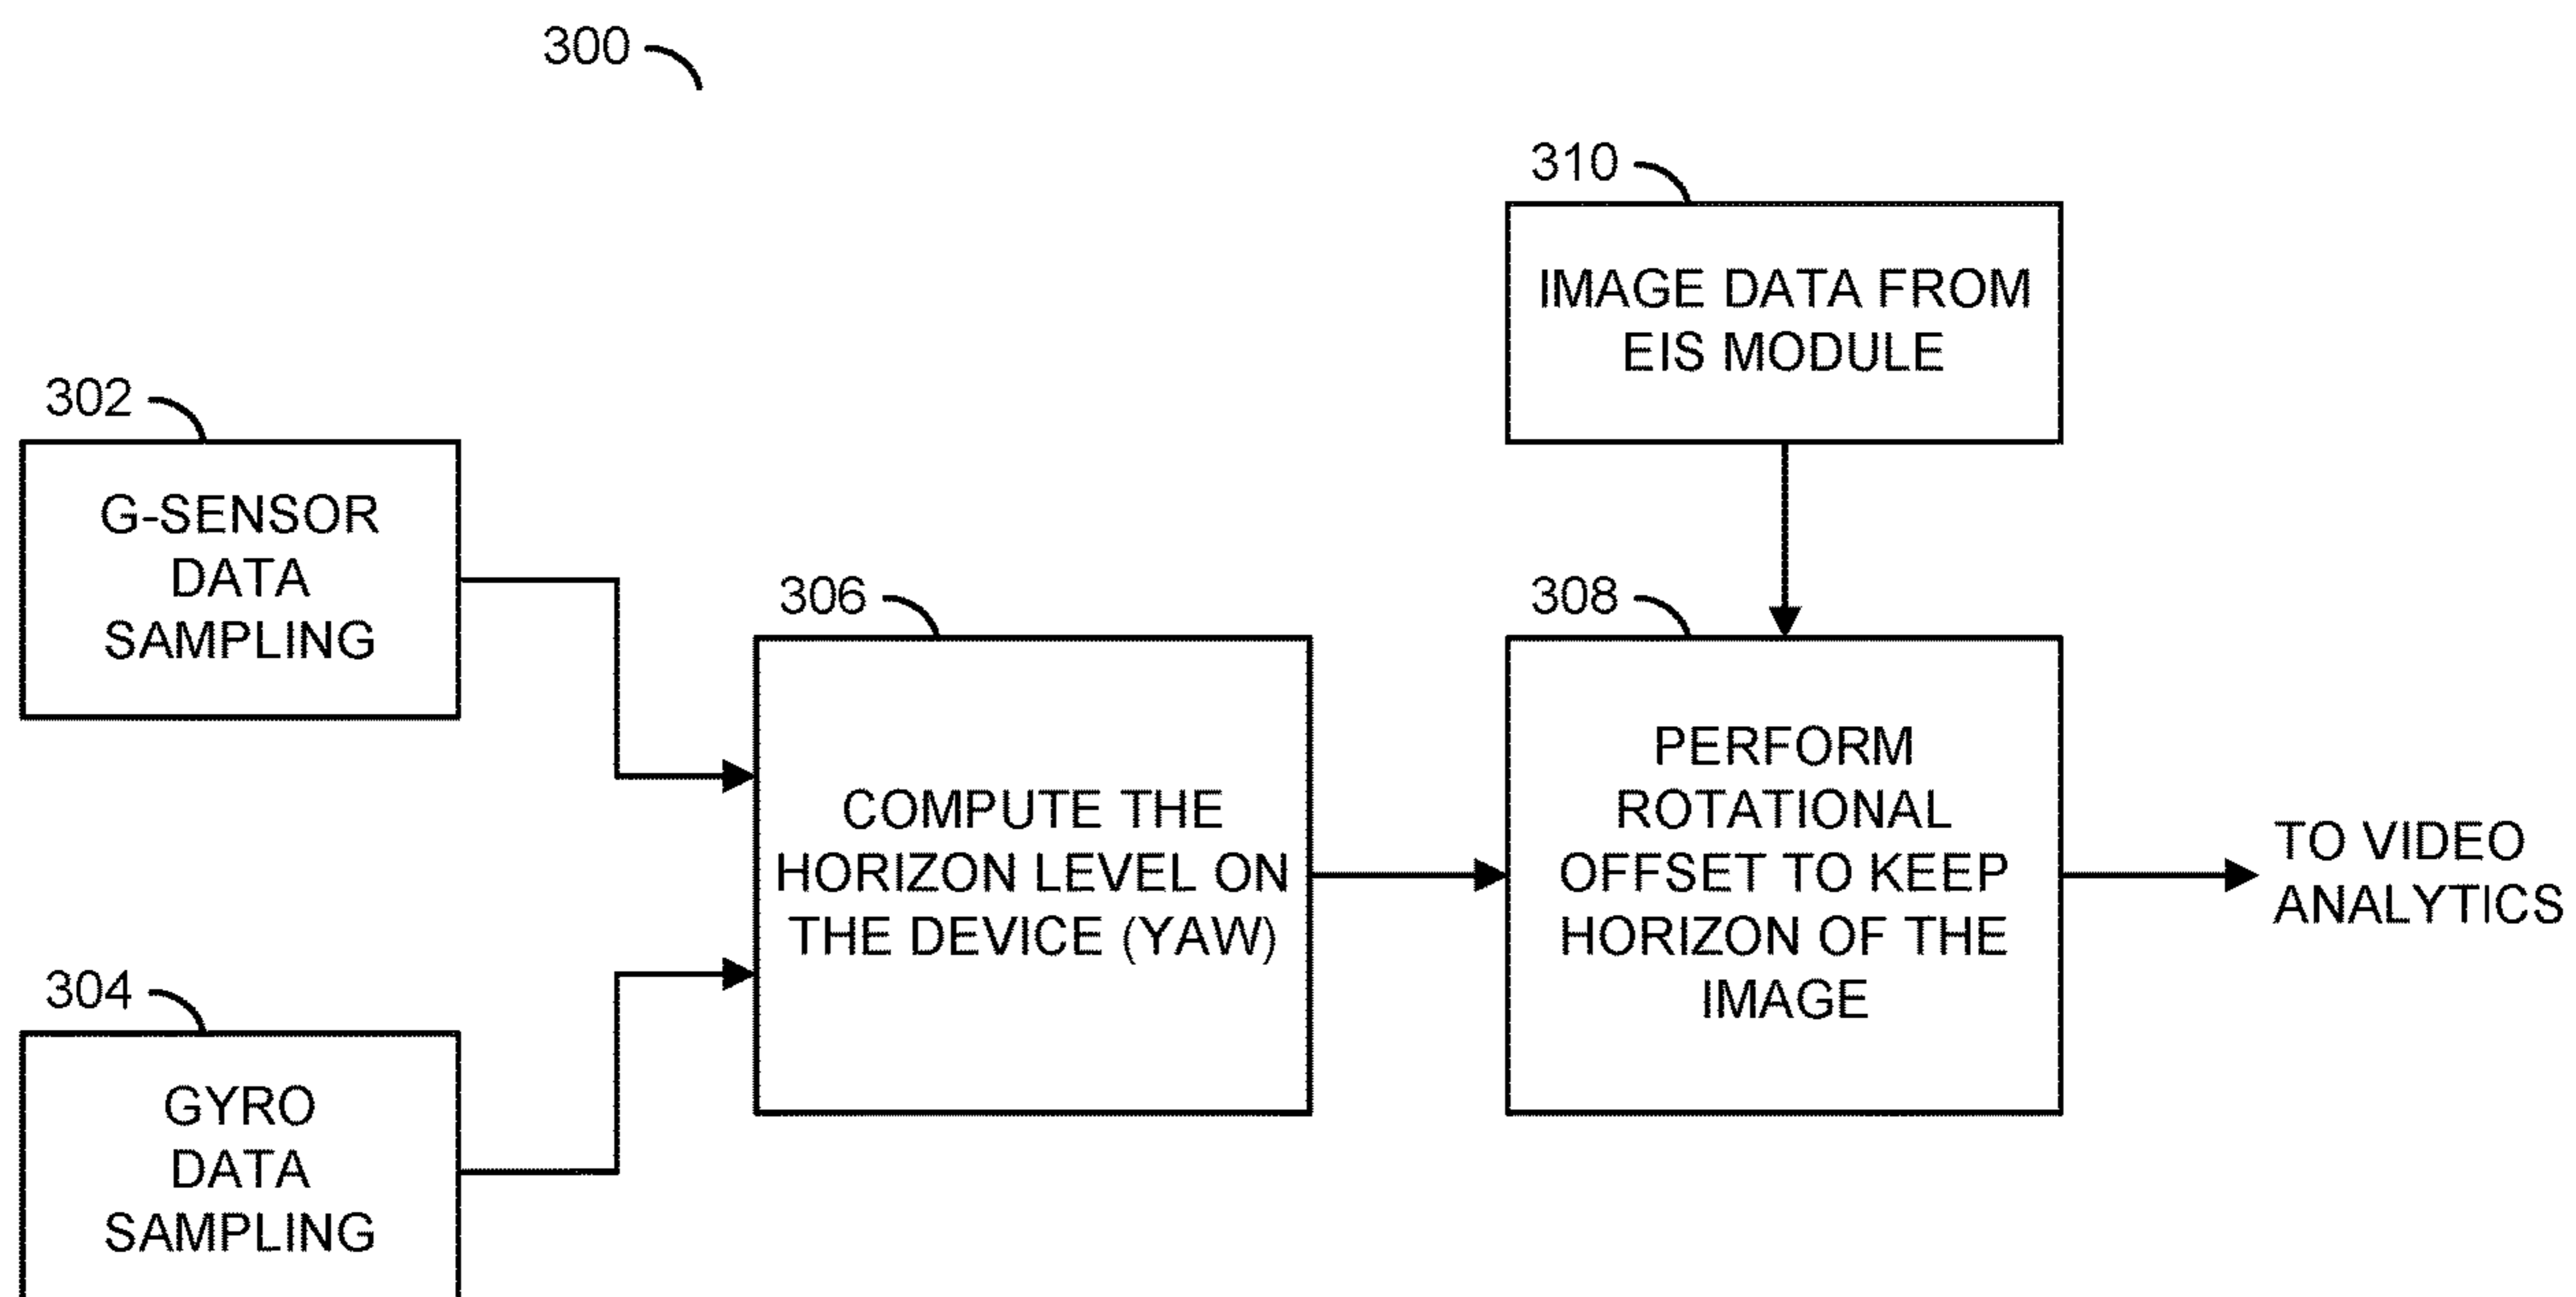 300
310
IMAGE DATA FROM
EIS MODULE
302
G-SENSOR
DATA
SAMPLING
306
COMPUTE THE
HORIZON LEVEL ON
THE DEVICE (YAW)
308
PERFORM
ROTATIONAL
OFFSET TO KEEP
HORIZON OF THE
IMAGE
TO VIDEO
ANALYTICS
304
GYRO
DATA
SAMPLING